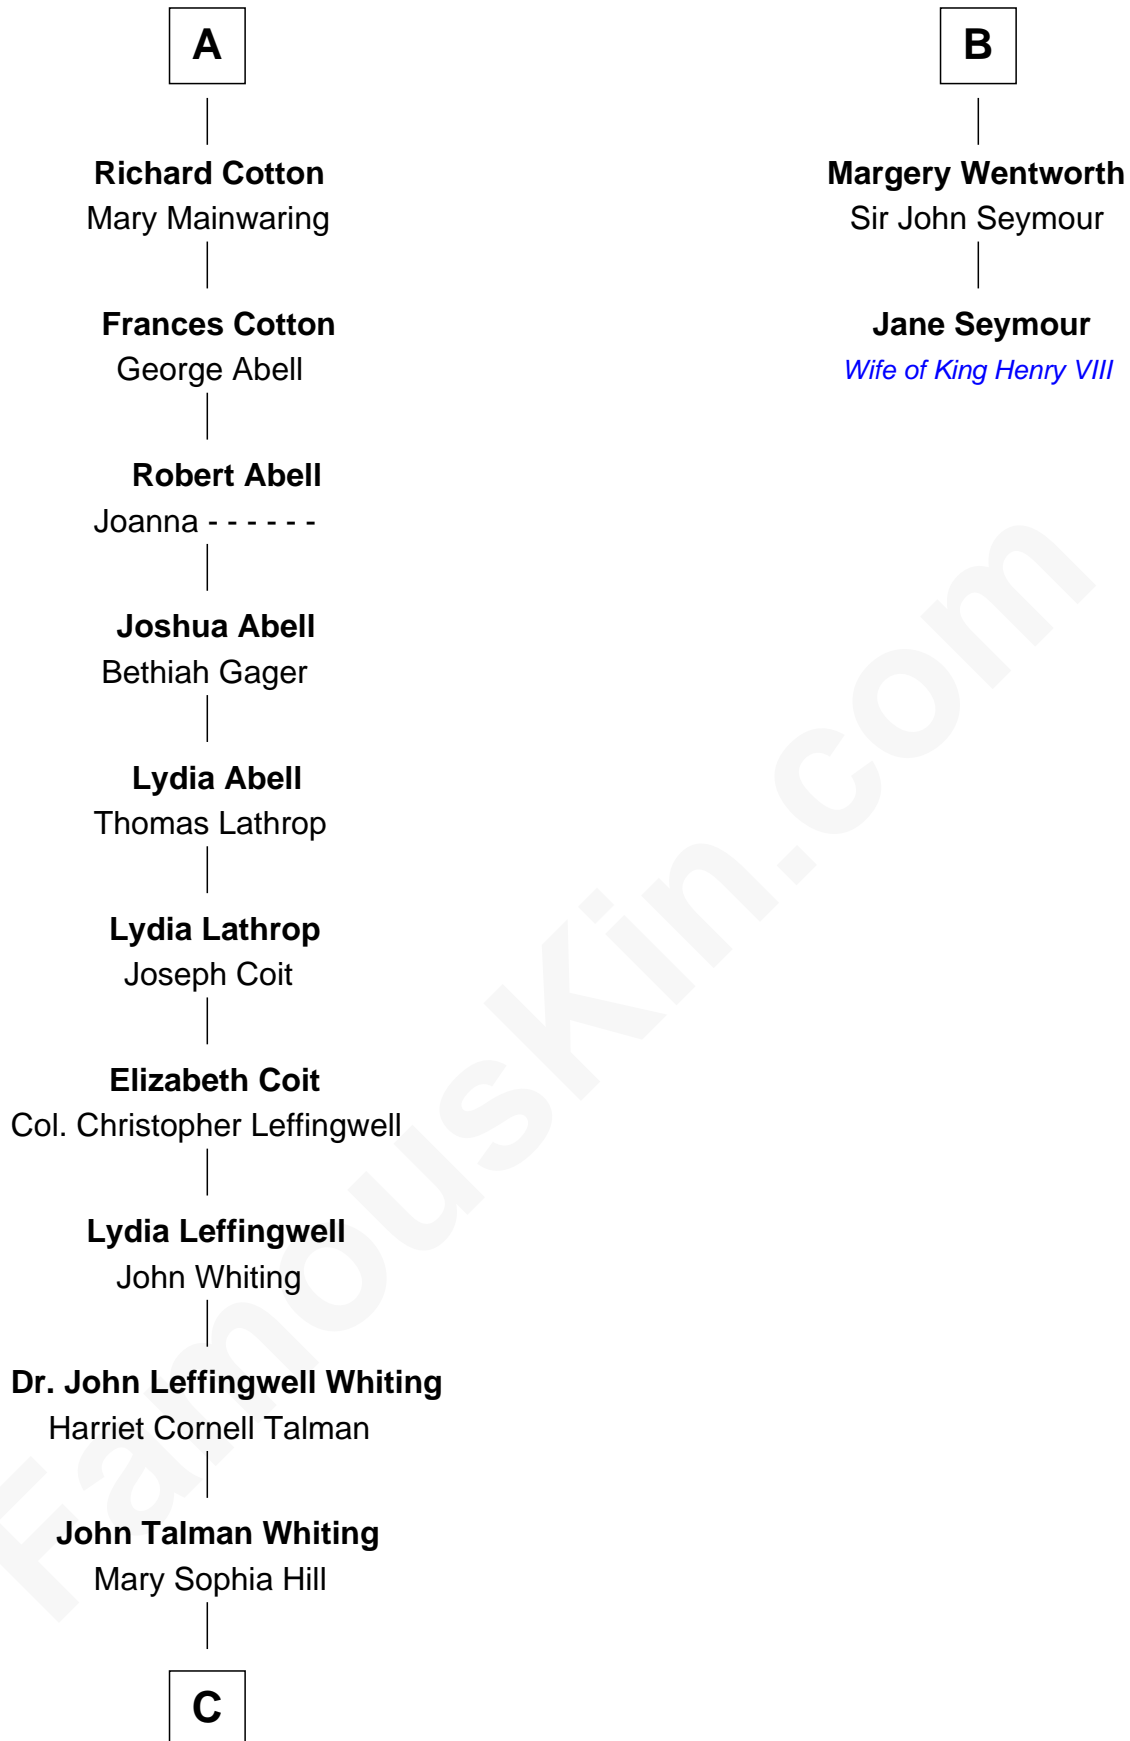 A
Richard Cotton
Mary Mainwaring
Frances Cotton
George Abell
Robert Abell
Joanna - - - - - -
Joshua Abell
Bethiah Gager
Lydia Abell
Thomas Lathrop
Lydia Lathrop
Joseph Coit
Elizabeth Coit
Col. Christopher Leffingwell
Lydia Leffingwell
John Whiting
Dr. John Leffingwell Whiting
Harriet Cornell Talman
John Talman Whiting
Mary Sophia Hill
C
B
Margery Wentworth
Sir John Seymour
Jane Seymour
Wife of King Henry VIII
FamousKin.com